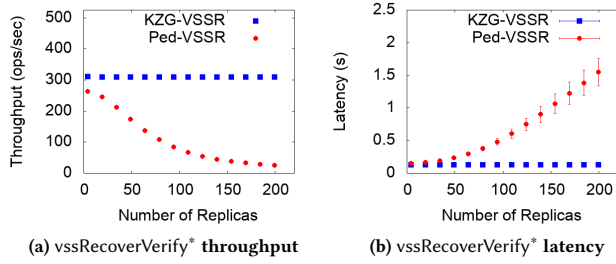 KZG-VSSR
Ped-VSSR
Throughput (ops/sec)
500
400
300
200
100
0
0 50 100 150 200
Number of Replicas
(a) vssRecoverVerify* throughput
KZG-VSSR
Ped-VSSR
Latency (s)
2.5
2
1.5
1
0.5
0
0 50 100 150 200
Number of Replicas
(b) vssRecoverVerify* latency